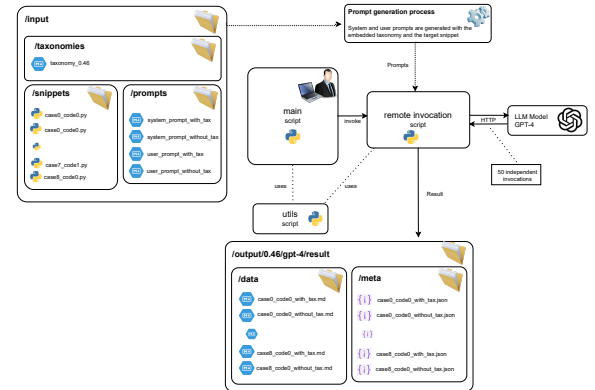 /input
/taxonomies
taxonomy_0.46
/snippets
case0_code0.py
case0_code0.py
case7_code1.py
case8_code0.py
/prompts
system_prompt_with_tax
system_prompt_without_tax
user_prompt_with_tax
user_prompt_without_tax
Prompt generation process
System and user prompts are generated with the
embedded taxonomy and the target snippet
Prompts
main
script
invoke
remote invocation
script
HTTP
LLM Model
GPT-4
50 independent
invocations
uses
uses
utils
script
Result
/output/0.46/gpt-4/result
/data
case0_code0_with_tax.md
case0_code0_without_tax.md
case8_code0_with_tax.md
case8_code0_without_tax.md
/meta
case0_code0_with_tax.json
case0_code0_without_tax.json
case8_code0_with_tax.json
case8_code0_without_tax.json